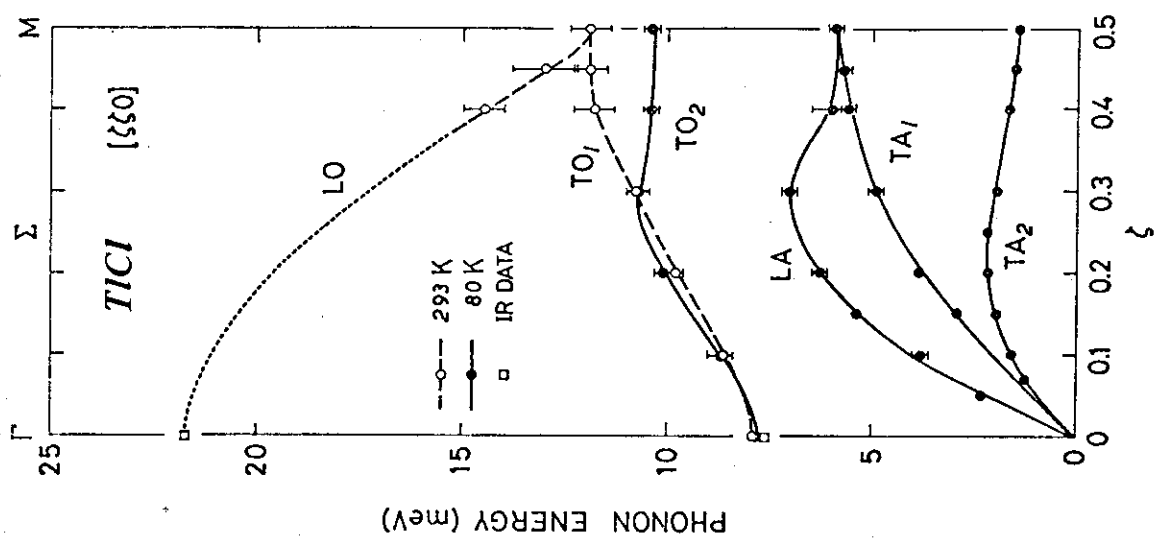 Γ Σ M
TlCl [ζζ0]
25
20
15
10
5
0
PHONON ENERGY (meV)
LO
TO1
TO2
LA
TA1
TA2
293 K
80 K
IR DATA
0 0.1 0.2 0.3 0.4 0.5
ζ